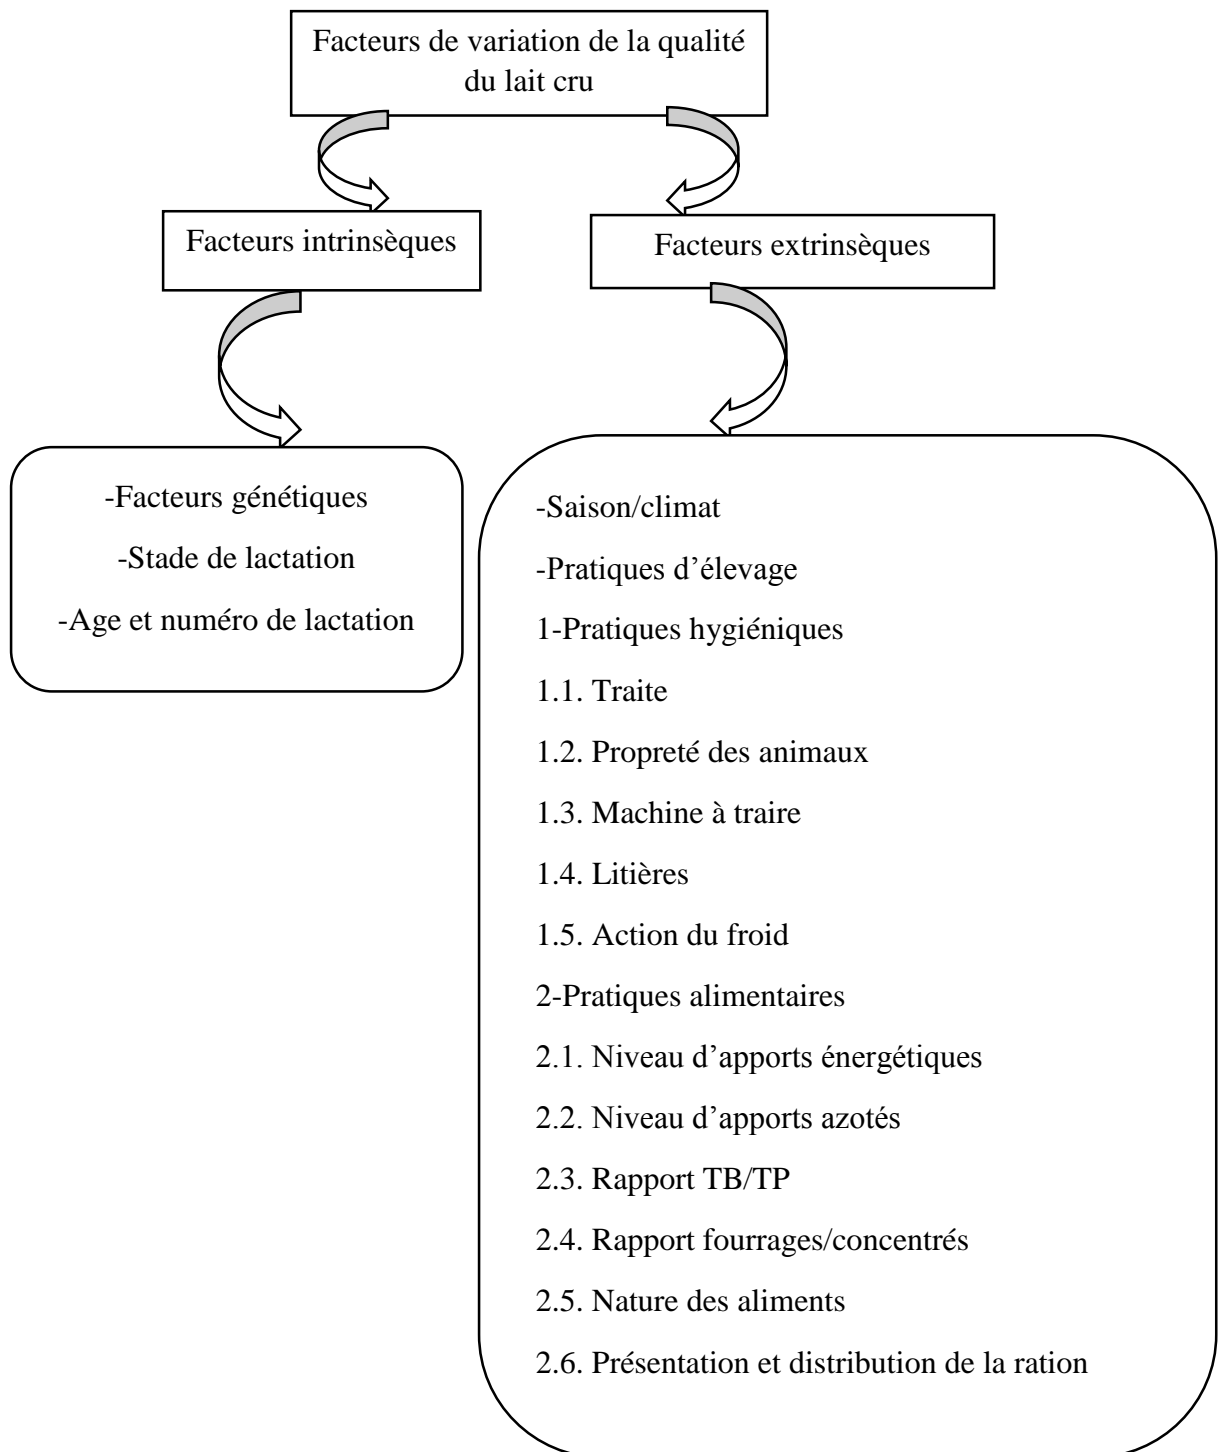 Facteurs de variation de la qualité
du lait cru
Facteurs intrinsèques
Facteurs extrinsèques
-Facteurs génétiques
-Stade de lactation
-Age et numéro de lactation
-Saison/climat
-Pratiques d’élevage
1-Pratiques hygiéniques
1.1. Traite
1.2. Propreté des animaux
1.3. Machine à traire
1.4. Litières
1.5. Action du froid
2-Pratiques alimentaires
2.1. Niveau d’apports énergétiques
2.2. Niveau d’apports azotés
2.3. Rapport TB/TP
2.4. Rapport fourrages/concentrés
2.5. Nature des aliments
2.6. Présentation et distribution de la ration